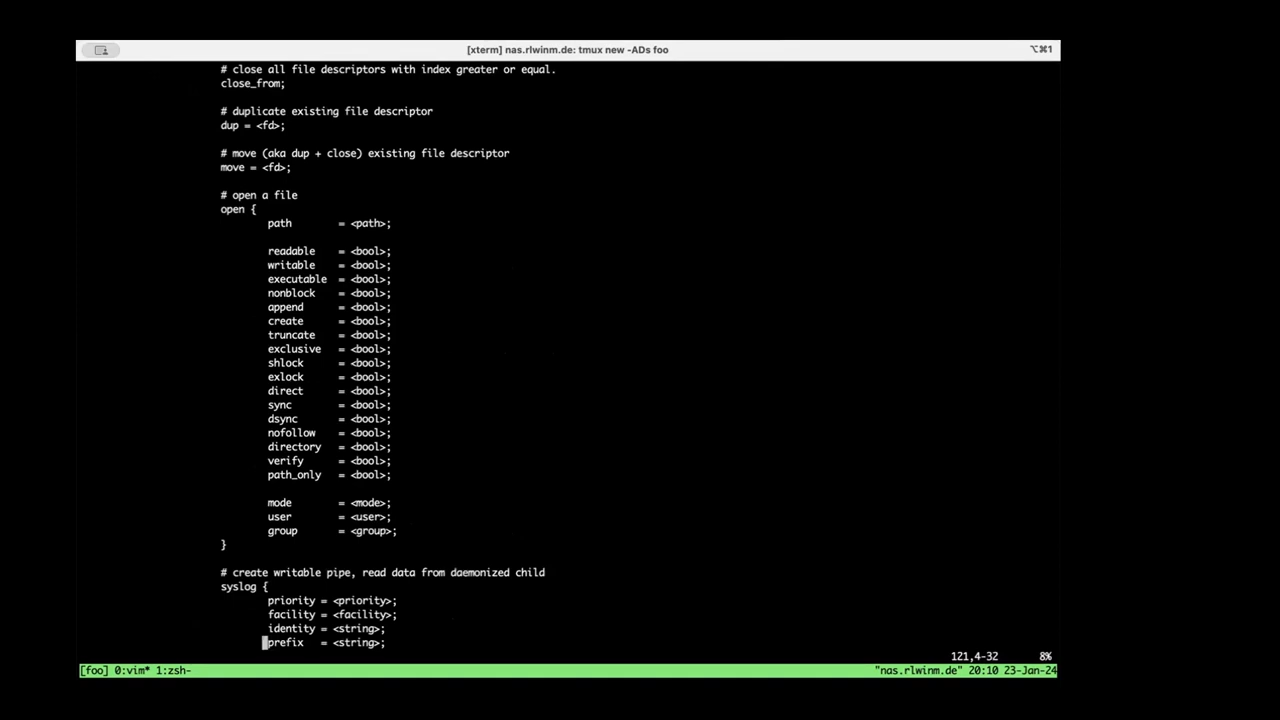 [xterm] nas.rlwinm.de: tmux new -ADs foo
⌥⌘1
# close all file descriptors with index greater or equal.
close_from;
# duplicate existing file descriptor
dup = <fd>;
# move (aka dup + close) existing file descriptor
move = <fd>;
# open a file
open {
path = <path>;
readable = <bool>;
writable = <bool>;
executable = <bool>;
nonblock = <bool>;
append = <bool>;
create = <bool>;
truncate = <bool>;
exclusive = <bool>;
shlock = <bool>;
exlock = <bool>;
direct = <bool>;
sync = <bool>;
dsync = <bool>;
nofollow = <bool>;
directory = <bool>;
verify = <bool>;
path_only = <bool>;
mode = <mode>;
user = <user>;
group = <group>;
}
# create writable pipe, read data from daemonized child
syslog {
priority = <priority>;
facility = <facility>;
identity = <string>;
prefix = <string>;
121,4-32 8%
[foo] 0:vim* 1:zsh- "nas.rlwinm.de" 20:10 23-Jan-24